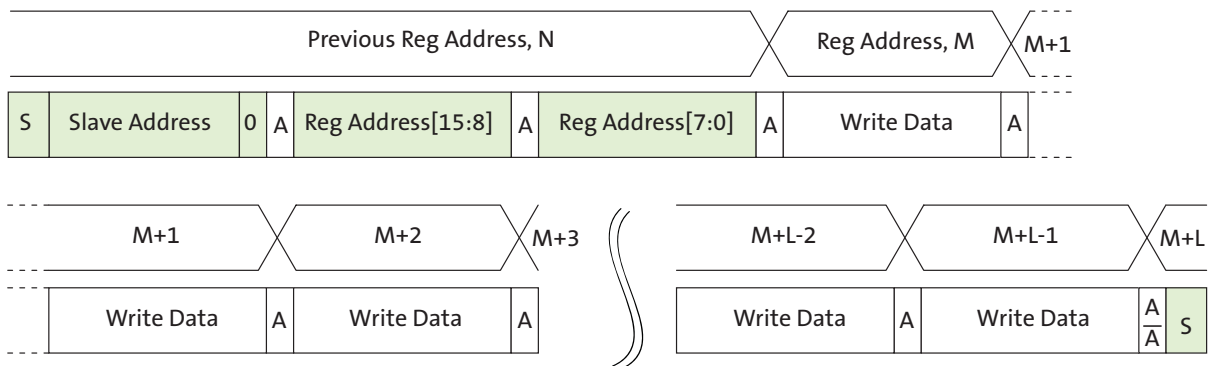 Previous Reg Address, N Reg Address, M M+1
S Slave Address 0 A Reg Address[15:8] A Reg Address[7:0] A Write Data A
M+1 M+2 M+3 M+L-2 M+L-1 M+L
Write Data A Write Data A Write Data A Write Data A
A̅ S